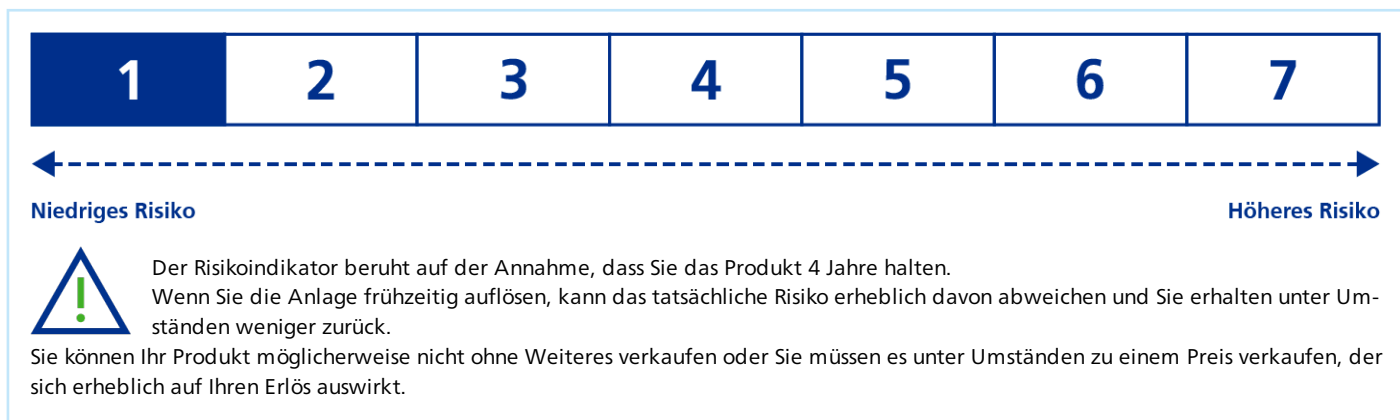 1 2 3 4 5 6 7
Niedriges Risiko Höheres Risiko
Der Risikoindikator beruht auf der Annahme, dass Sie das Produkt 4 Jahre halten.
Wenn Sie die Anlage frühzeitig auflösen, kann das tatsächliche Risiko erheblich davon abweichen und Sie erhalten unter Um-
ständen weniger zurück.
Sie können Ihr Produkt möglicherweise nicht ohne Weiteres verkaufen oder Sie müssen es unter Umständen zu einem Preis verkaufen, der
sich erheblich auf Ihren Erlös auswirkt.